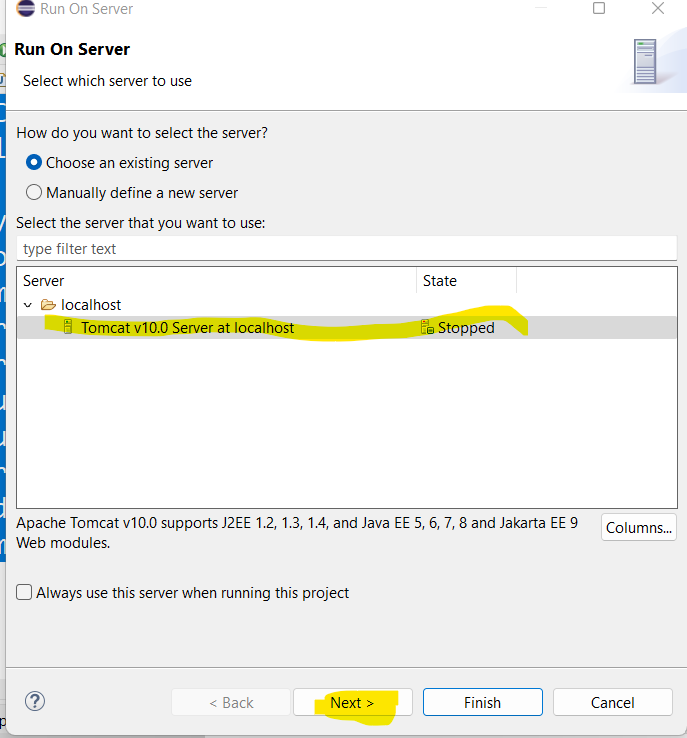 Run On Server
Run On Server
Select which server to use
How do you want to select the server?
Choose an existing server
Manually define a new server
Select the server that you want to use:
type filter text
Server State
localhost
Tomcat v10.0 Server at localhost Stopped
Apache Tomcat v10.0 supports J2EE 1.2, 1.3, 1.4, and Java EE 5, 6, 7, 8 and Jakarta EE 9
Web modules.
Columns...
Always use this server when running this project
? < Back Next > Finish Cancel